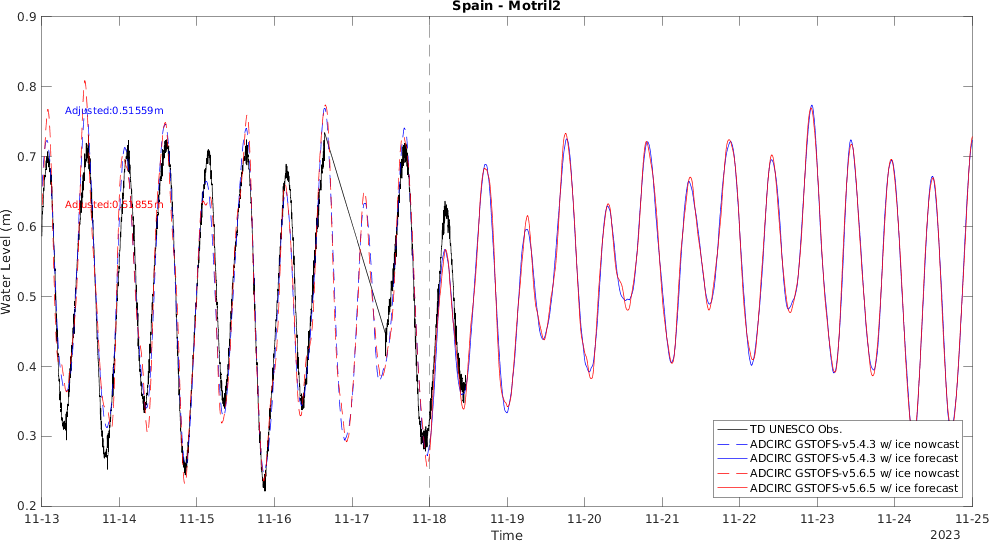 Spain - Motril2
0.9
0.8
0.7
0.6
0.5
0.4
0.3
0.2
Water Level (m)
Adjusted:0.51559m
Adjusted:0.51855m
TD UNESCO Obs.
ADCIRC GSTOFS-v5.4.3 w/ ice nowcast
ADCIRC GSTOFS-v5.4.3 w/ ice forecast
ADCIRC GSTOFS-v5.6.5 w/ ice nowcast
ADCIRC GSTOFS-v5.6.5 w/ ice forecast
11-13 11-14 11-15 11-16 11-17 11-18 11-19 11-20 11-21 11-22 11-23 11-24 11-25
Time
2023